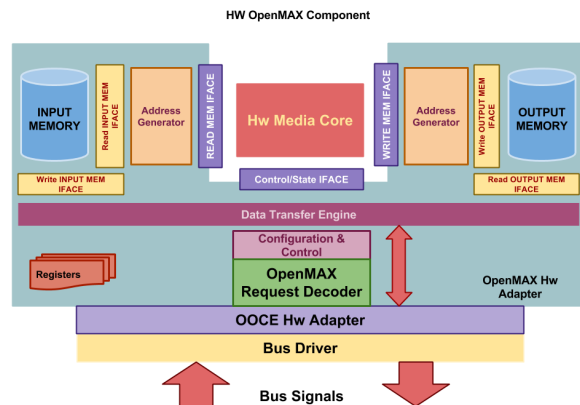 HW OpenMAX Component
INPUT
MEMORY
Read INPUT MEM
IFACE
Address
Generator
READ MEM IFACE
Hw Media Core
WRITE MEM IFACE
Address
Generator
Write OUTPUT MEM
IFACE
OUTPUT
MEMORY
Write INPUT MEM
IFACE
Control/State IFACE
Read OUTPUT MEM
IFACE
Data Transfer Engine
Configuration &
Control
Registers
OpenMAX
Request Decoder
OpenMAX Hw
Adapter
OOCE Hw Adapter
Bus Driver
Bus Signals